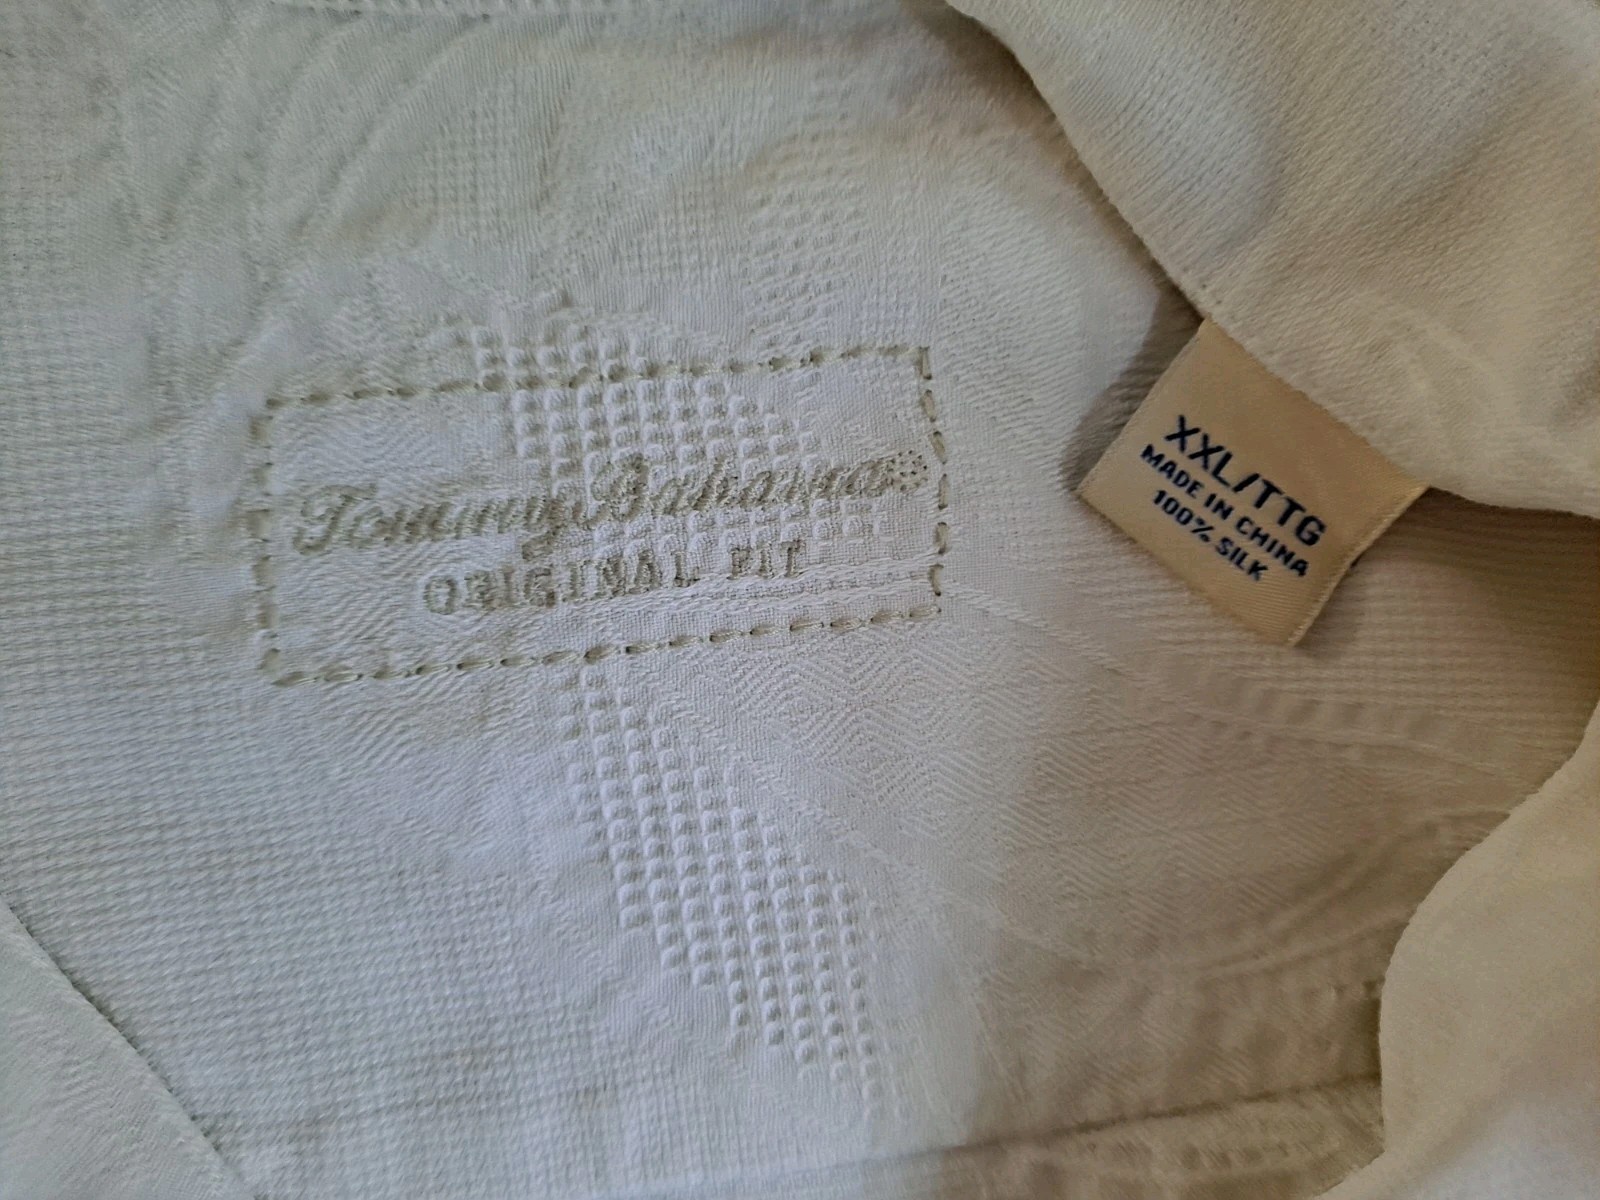 Tommy Bahama
ORIGINAL FIT
XXL/TTG
MADE IN CHINA
100% SILK